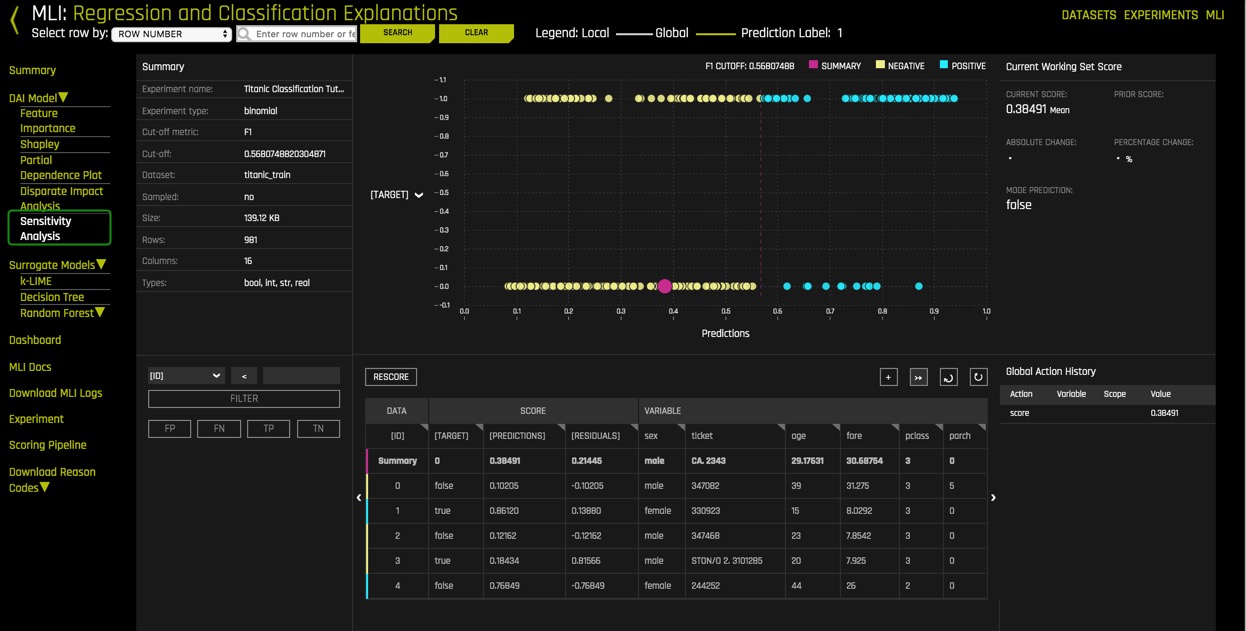 MLI: Regression and Classification Explanations
DATASETS EXPERIMENTS MLI
Select row by: ROW NUMBER Enter row number or fe SEARCH CLEAR Legend: Local Global Prediction Label: 1
Summary
DAI Model▼
Feature
Importance
Shapley
Partial
Dependence Plot
Disparate Impact
Analysis
Sensitivity
Analysis
Surrogate Models▼
k-LIME
Decision Tree
Random Forest▼
Dashboard
MLI Docs
Download MLI Logs
Experiment
Scoring Pipeline
Download Reason
Codes▼
Summary
Experiment name: Titanic Classification Tut...
Experiment type: binomial
Cut-off metric: F1
Cut-off: 0.5680748820304871
Dataset: titanic_train
Sampled: no
Size: 139.12 KB
Rows: 981
Columns: 16
Types: bool, int, str, real
[ID] <
FILTER
FP FN TP TN
F1 CUTOFF: 0.56807488 SUMMARY NEGATIVE POSITIVE
1.1
1.0
0.9
0.8
0.7
0.6
[TARGET]
0.5
0.4
0.3
0.2
0.1
0.0
-0.1
0.0 0.1 0.2 0.3 0.4 0.5 0.6 0.7 0.8 0.9 1.0
Predictions
Current Working Set Score
CURRENT SCORE: PRIOR SCORE:
0.38491 Mean
ABSOLUTE CHANGE: PERCENTAGE CHANGE:
- - %
MODE PREDICTION:
false
RESCORE +
DATA SCORE VARIABLE
[ID] [TARGET] [PREDICTIONS] [RESIDUALS] sex ticket age fare pclass parch
Summary 0 0.38491 0.21445 male CA. 2343 29.17631 30.68754 3 0
0 false 0.10205 -0.10205 male 347082 39 31.275 3 5
1 true 0.86120 0.13880 female 330923 15 8.0292 3 0
2 false 0.12162 -0.12162 male 347468 23 7.8542 3 0
3 true 0.18434 0.81566 male STON/O 2. 3101285 20 7.925 3 0
4 false 0.76849 -0.76849 female 244252 44 26 2 0
Global Action History
Action Variable Scope Value
score 0.38491